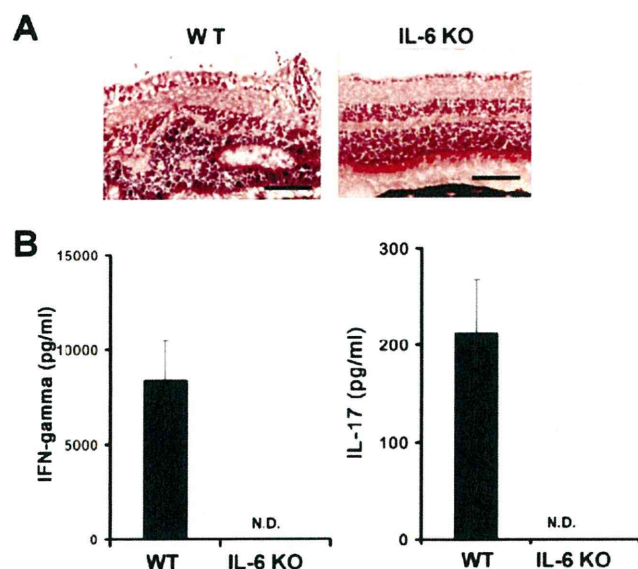 A
W T
IL-6 KO
B
IFN-gamma (pg/ml)
15000
10000
5000
0
N.D.
WT
IL-6 KO
IL-17 (pg/ml)
300
200
100
0
N.D.
WT
IL-6 KO